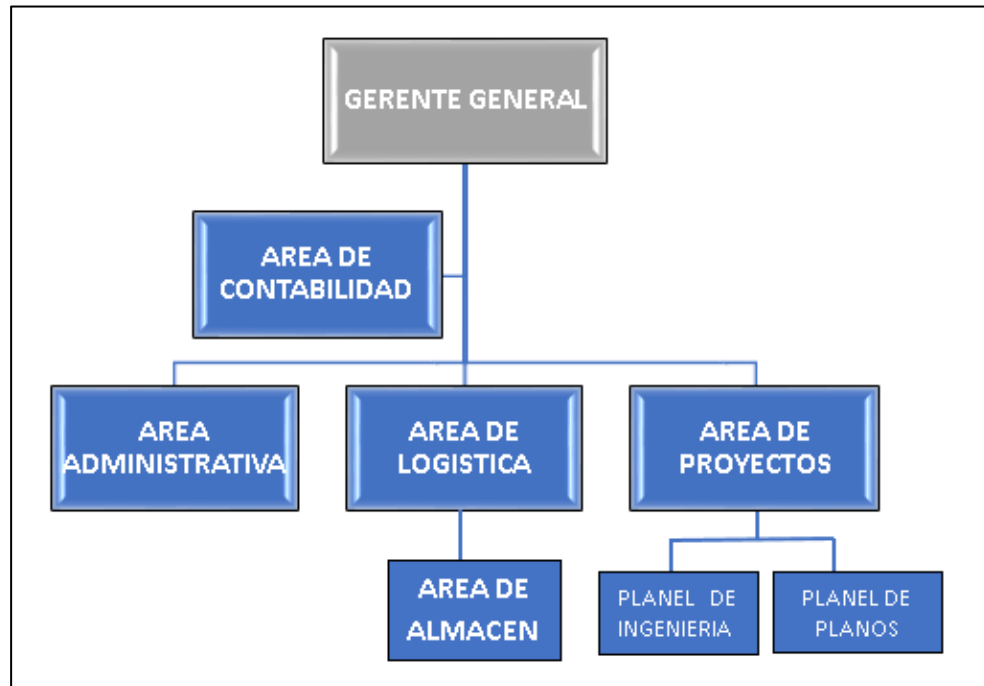 GERENTE GENERAL
AREA DE
CONTABILIDAD
AREA
ADMINISTRATIVA
AREA DE
LOGISTICA
AREA DE
PROYECTOS
AREA DE
ALMACEN
PLANEL DE
INGENIERIA
PLANEL DE
PLANOS